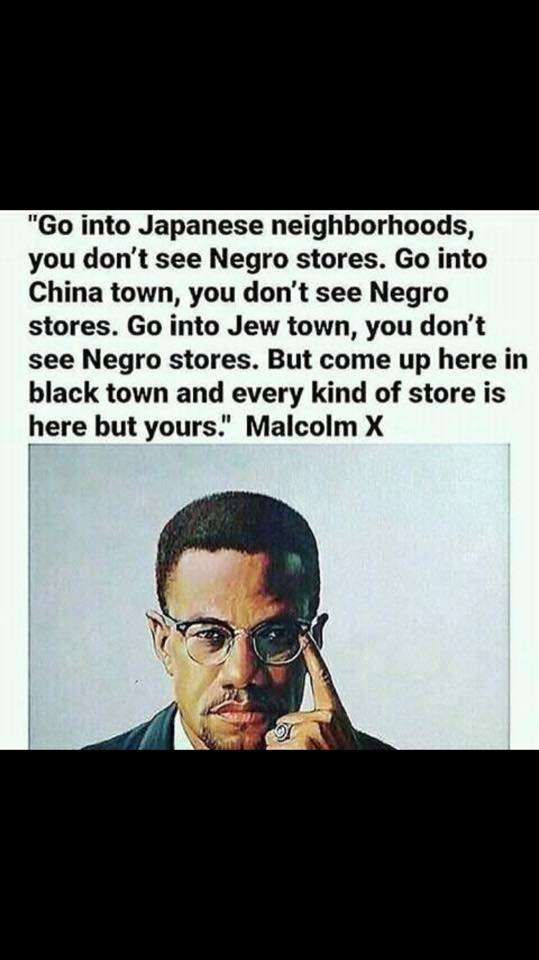 "Go into Japanese neighborhoods,
you don't see Negro stores. Go into
China town, you don't see Negro
stores. Go into Jew town, you don't
see Negro stores. But come up here in
black town and every kind of store is
here but yours." Malcolm X